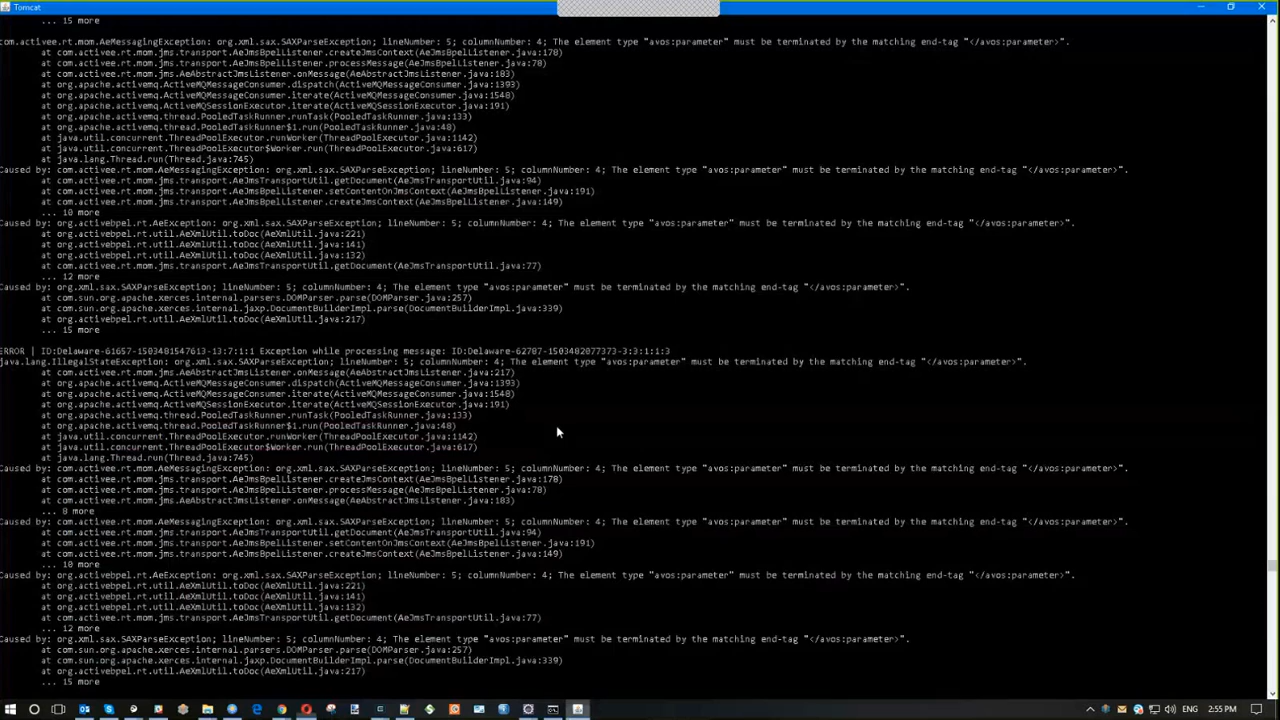 Tomcat
... 15 more
com.activee.rt.mom.AeMessagingException: org.xml.sax.SAXParseException; lineNumber: 5; columnNumber: 4; The element type "avos:parameter" must be terminated by the matching end-tag "</avos:parameter>".
at com.activee.rt.mom.jms.transport.AeJmsBpelListener.createJmsContext(AeJmsBpelListener.java:178)
at com.activee.rt.mom.jms.transport.AeJmsBpelListener.processMessage(AeJmsBpelListener.java:78)
at com.activee.rt.mom.jms.transport.AeAbstractJmsListener.onMessage(AeAbstractJmsListener.java:183)
at org.apache.activemq.ActiveMQMessageConsumer.dispatch(ActiveMQMessageConsumer.java:1393)
at org.apache.activemq.ActiveMQMessageConsumer.iterate(ActiveMQMessageConsumer.java:1548)
at org.apache.activemq.ActiveMQSessionExecutor.iterate(ActiveMQSessionExecutor.java:191)
at org.apache.activemq.thread.PooledTaskRunner.runTask(PooledTaskRunner.java:133)
at org.apache.activemq.thread.PooledTaskRunner$1.run(PooledTaskRunner.java:48)
at java.util.concurrent.ThreadPoolExecutor.runWorker(ThreadPoolExecutor.java:1142)
at java.util.concurrent.ThreadPoolExecutor$Worker.run(ThreadPoolExecutor.java:617)
at java.lang.Thread.run(Thread.java:745)
Caused by: com.activee.rt.mom.AeMessagingException: org.xml.sax.SAXParseException; lineNumber: 5; columnNumber: 4; The element type "avos:parameter" must be terminated by the matching end-tag "</avos:parameter>".
at com.activee.rt.mom.jms.transport.AeJmsTransportUtil.getDocument(AeJmsTransportUtil.java:94)
at com.activee.rt.mom.jms.transport.AeJmsBpelListener.setContentOnJmsContext(AeJmsBpelListener.java:191)
at com.activee.rt.mom.jms.transport.AeJmsBpelListener.createJmsContext(AeJmsBpelListener.java:149)
... 10 more
Caused by: org.activebpel.rt.AeException: org.xml.sax.SAXParseException; lineNumber: 5; columnNumber: 4; The element type "avos:parameter" must be terminated by the matching end-tag "</avos:parameter>".
at org.activebpel.rt.util.AeXmlUtil.toDoc(AeXmlUtil.java:221)
at org.activebpel.rt.util.AeXmlUtil.toDoc(AeXmlUtil.java:141)
at org.activebpel.rt.util.AeXmlUtil.toDoc(AeXmlUtil.java:132)
at com.activee.rt.mom.jms.transport.AeJmsTransportUtil.getDocument(AeJmsTransportUtil.java:77)
... 12 more
Caused by: org.xml.sax.SAXParseException; lineNumber: 5; columnNumber: 4; The element type "avos:parameter" must be terminated by the matching end-tag "</avos:parameter>".
at com.sun.org.apache.xerces.internal.parsers.DOMParser.parse(DOMParser.java:257)
at com.sun.org.apache.xerces.internal.jaxp.DocumentBuilderImpl.parse(DocumentBuilderImpl.java:339)
at org.activebpel.rt.util.AeXmlUtil.toDoc(AeXmlUtil.java:217)
... 15 more
ERROR | ID:Delaware-61657-1503481547613-13:7:1:1 Exception while processing message: ID:Delaware-62787-1503482077373-3:3:1:1:3
java.lang.IllegalStateException: org.xml.sax.SAXParseException; lineNumber: 5; columnNumber: 4; The element type "avos:parameter" must be terminated by the matching end-tag "</avos:parameter>".
at com.activee.rt.mom.jms.transport.AeAbstractJmsListener.onMessage(AeAbstractJmsListener.java:217)
at org.apache.activemq.ActiveMQMessageConsumer.dispatch(ActiveMQMessageConsumer.java:1393)
at org.apache.activemq.ActiveMQMessageConsumer.iterate(ActiveMQMessageConsumer.java:1548)
at org.apache.activemq.ActiveMQSessionExecutor.iterate(ActiveMQSessionExecutor.java:191)
at org.apache.activemq.thread.PooledTaskRunner.runTask(PooledTaskRunner.java:133)
at org.apache.activemq.thread.PooledTaskRunner$1.run(PooledTaskRunner.java:48)
at java.util.concurrent.ThreadPoolExecutor.runWorker(ThreadPoolExecutor.java:1142)
at java.util.concurrent.ThreadPoolExecutor$Worker.run(ThreadPoolExecutor.java:617)
at java.lang.Thread.run(Thread.java:745)
Caused by: com.activee.rt.mom.AeMessagingException: org.xml.sax.SAXParseException; lineNumber: 5; columnNumber: 4; The element type "avos:parameter" must be terminated by the matching end-tag "</avos:parameter>".
at com.activee.rt.mom.jms.transport.AeJmsBpelListener.createJmsContext(AeJmsBpelListener.java:178)
at com.activee.rt.mom.jms.transport.AeJmsBpelListener.processMessage(AeJmsBpelListener.java:78)
at com.activee.rt.mom.jms.transport.AeAbstractJmsListener.onMessage(AeAbstractJmsListener.java:183)
... 8 more
Caused by: com.activee.rt.mom.AeMessagingException: org.xml.sax.SAXParseException; lineNumber: 5; columnNumber: 4; The element type "avos:parameter" must be terminated by the matching end-tag "</avos:parameter>".
at com.activee.rt.mom.jms.transport.AeJmsTransportUtil.getDocument(AeJmsTransportUtil.java:94)
at com.activee.rt.mom.jms.transport.AeJmsBpelListener.setContentOnJmsContext(AeJmsBpelListener.java:191)
at com.activee.rt.mom.jms.transport.AeJmsBpelListener.createJmsContext(AeJmsBpelListener.java:149)
... 10 more
Caused by: org.activebpel.rt.AeException: org.xml.sax.SAXParseException; lineNumber: 5; columnNumber: 4; The element type "avos:parameter" must be terminated by the matching end-tag "</avos:parameter>".
at org.activebpel.rt.util.AeXmlUtil.toDoc(AeXmlUtil.java:221)
at org.activebpel.rt.util.AeXmlUtil.toDoc(AeXmlUtil.java:141)
at org.activebpel.rt.util.AeXmlUtil.toDoc(AeXmlUtil.java:132)
at com.activee.rt.mom.jms.transport.AeJmsTransportUtil.getDocument(AeJmsTransportUtil.java:77)
... 12 more
Caused by: org.xml.sax.SAXParseException; lineNumber: 5; columnNumber: 4; The element type "avos:parameter" must be terminated by the matching end-tag "</avos:parameter>".
at com.sun.org.apache.xerces.internal.parsers.DOMParser.parse(DOMParser.java:257)
at com.sun.org.apache.xerces.internal.jaxp.DocumentBuilderImpl.parse(DocumentBuilderImpl.java:339)
at org.activebpel.rt.util.AeXmlUtil.toDoc(AeXmlUtil.java:217)
... 15 more
ENG 2:55 PM